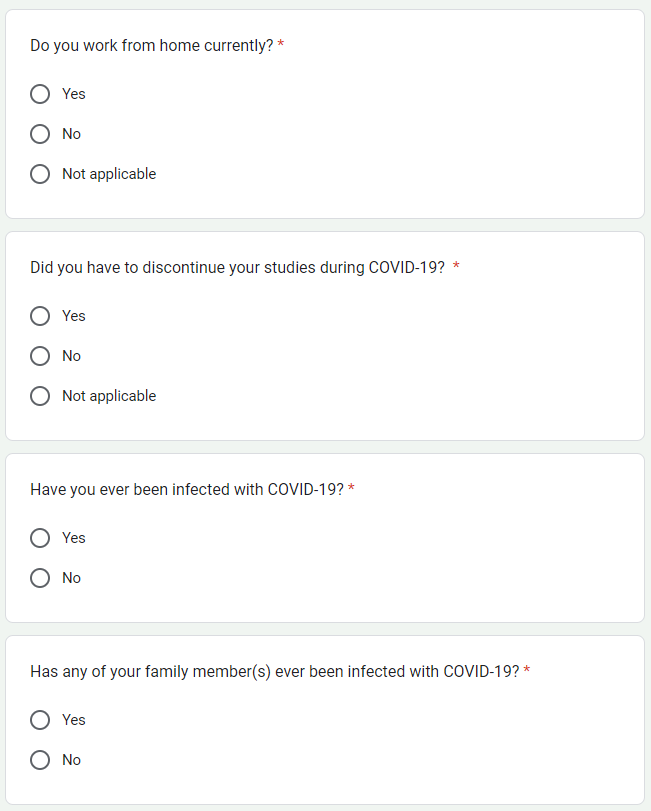 Do you work from home currently? *
Yes
No
Not applicable
Did you have to discontinue your studies during COVID-19? *
Yes
No
Not applicable
Have you ever been infected with COVID-19? *
Yes
No
Has any of your family member(s) ever been infected with COVID-19? *
Yes
No